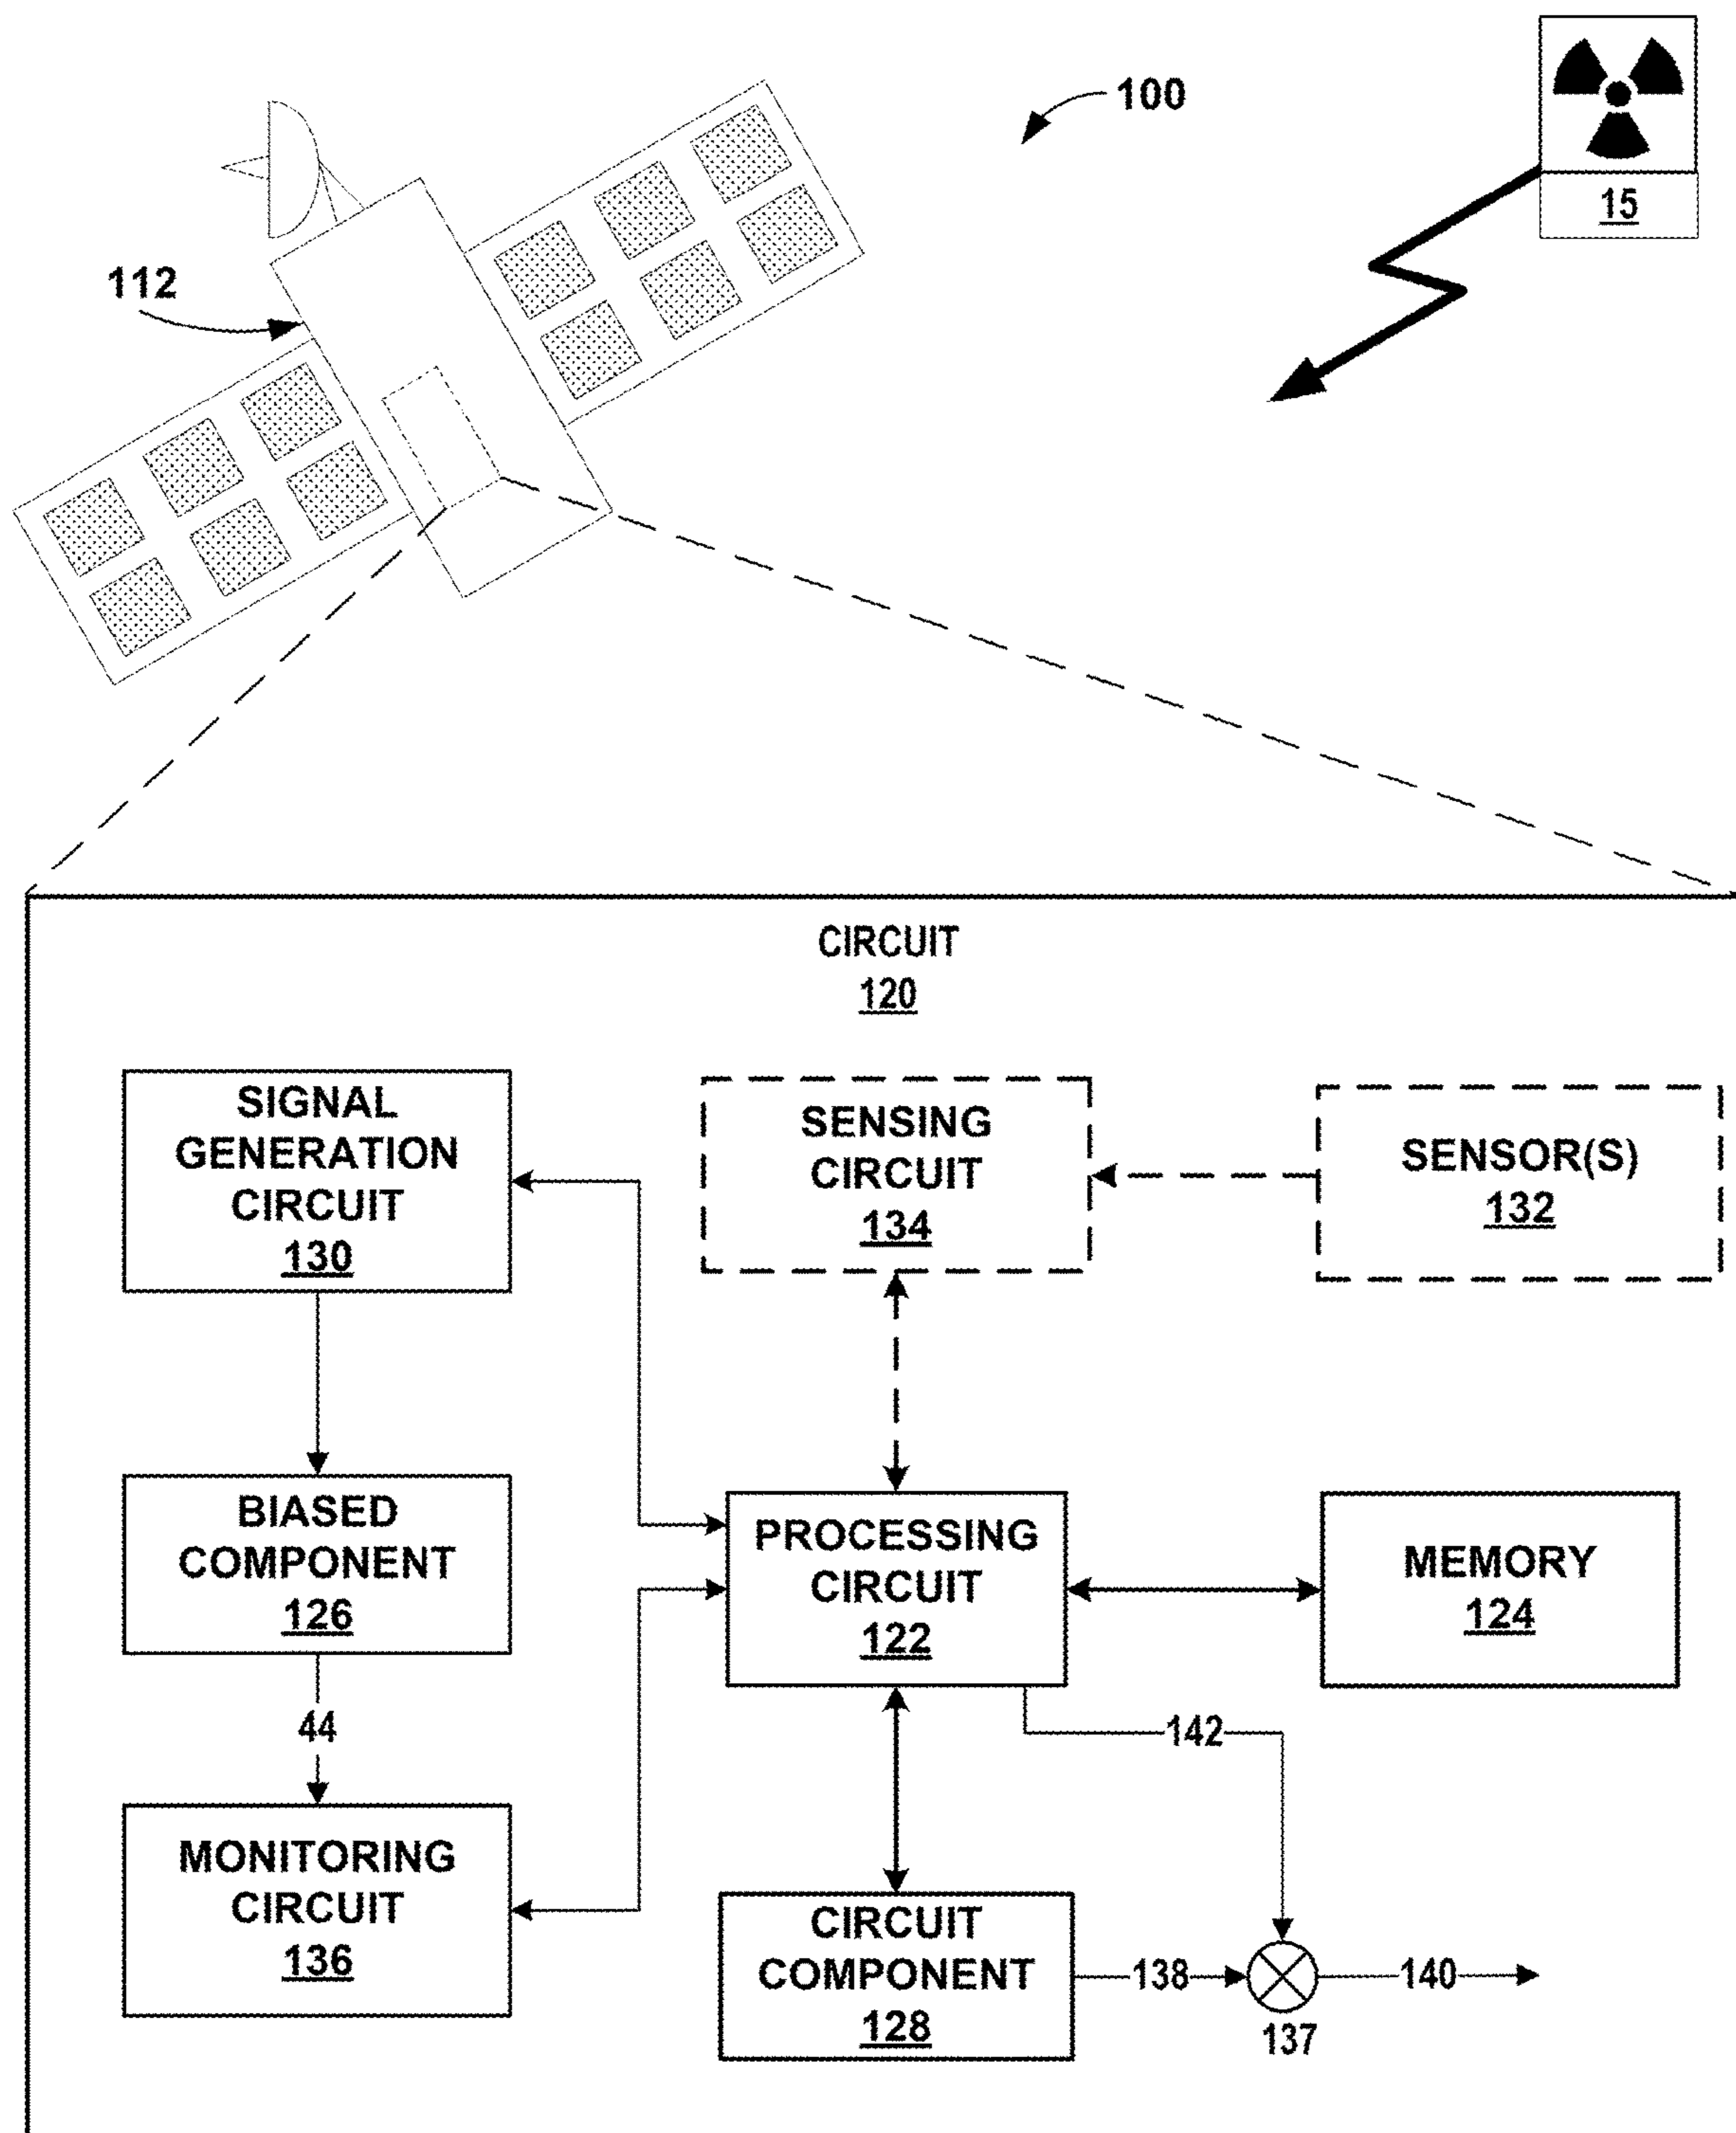 100
15
112
CIRCUIT
120
SIGNAL
GENERATION
CIRCUIT
130
SENSING
CIRCUIT
134
SENSOR(S)
132
BIASED
COMPONENT
126
PROCESSING
CIRCUIT
122
MEMORY
124
44
142
MONITORING
CIRCUIT
136
CIRCUIT
COMPONENT
128
138
140
137